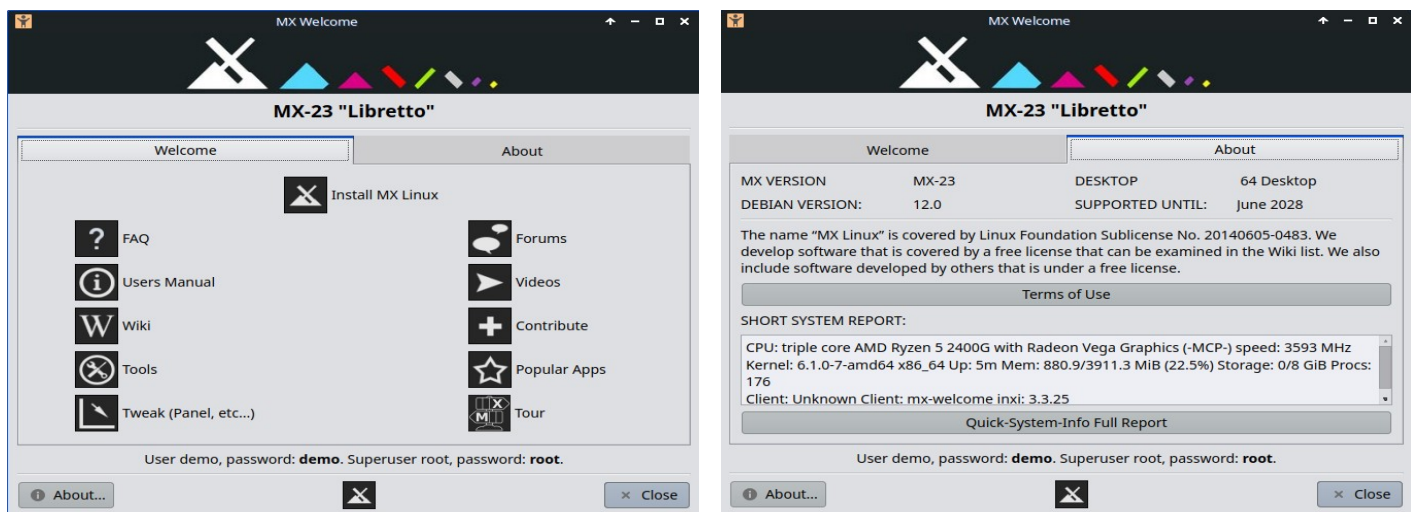 MX Welcome
MX-23 "Libretto"
Welcome About
Install MX Linux
FAQ Forums
Users Manual Videos
Wiki Contribute
Tools Popular Apps
Tweak (Panel, etc...) Tour
User demo, password: demo. Superuser root, password: root.
About... Close
MX Welcome
MX-23 "Libretto"
Welcome About
MX VERSION MX-23 DESKTOP 64 Desktop
DEBIAN VERSION: 12.0 SUPPORTED UNTIL: June 2028
The name “MX Linux” is covered by Linux Foundation Sublicense No. 20140605-0483. We
develop software that is covered by a free license that can be examined in the Wiki list. We also
include software developed by others that is under a free license.
Terms of Use
SHORT SYSTEM REPORT:
CPU: triple core AMD Ryzen 5 2400G with Radeon Vega Graphics (-MCP-) speed: 3593 MHz
Kernel: 6.1.0-7-amd64 x86_64 Up: 5m Mem: 880.9/3911.3 MiB (22.5%) Storage: 0/8 GiB Procs:
176
Client: Unknown Client: mx-welcome inxi: 3.3.25
Quick-System-Info Full Report
User demo, password: demo. Superuser root, password: root.
About... Close